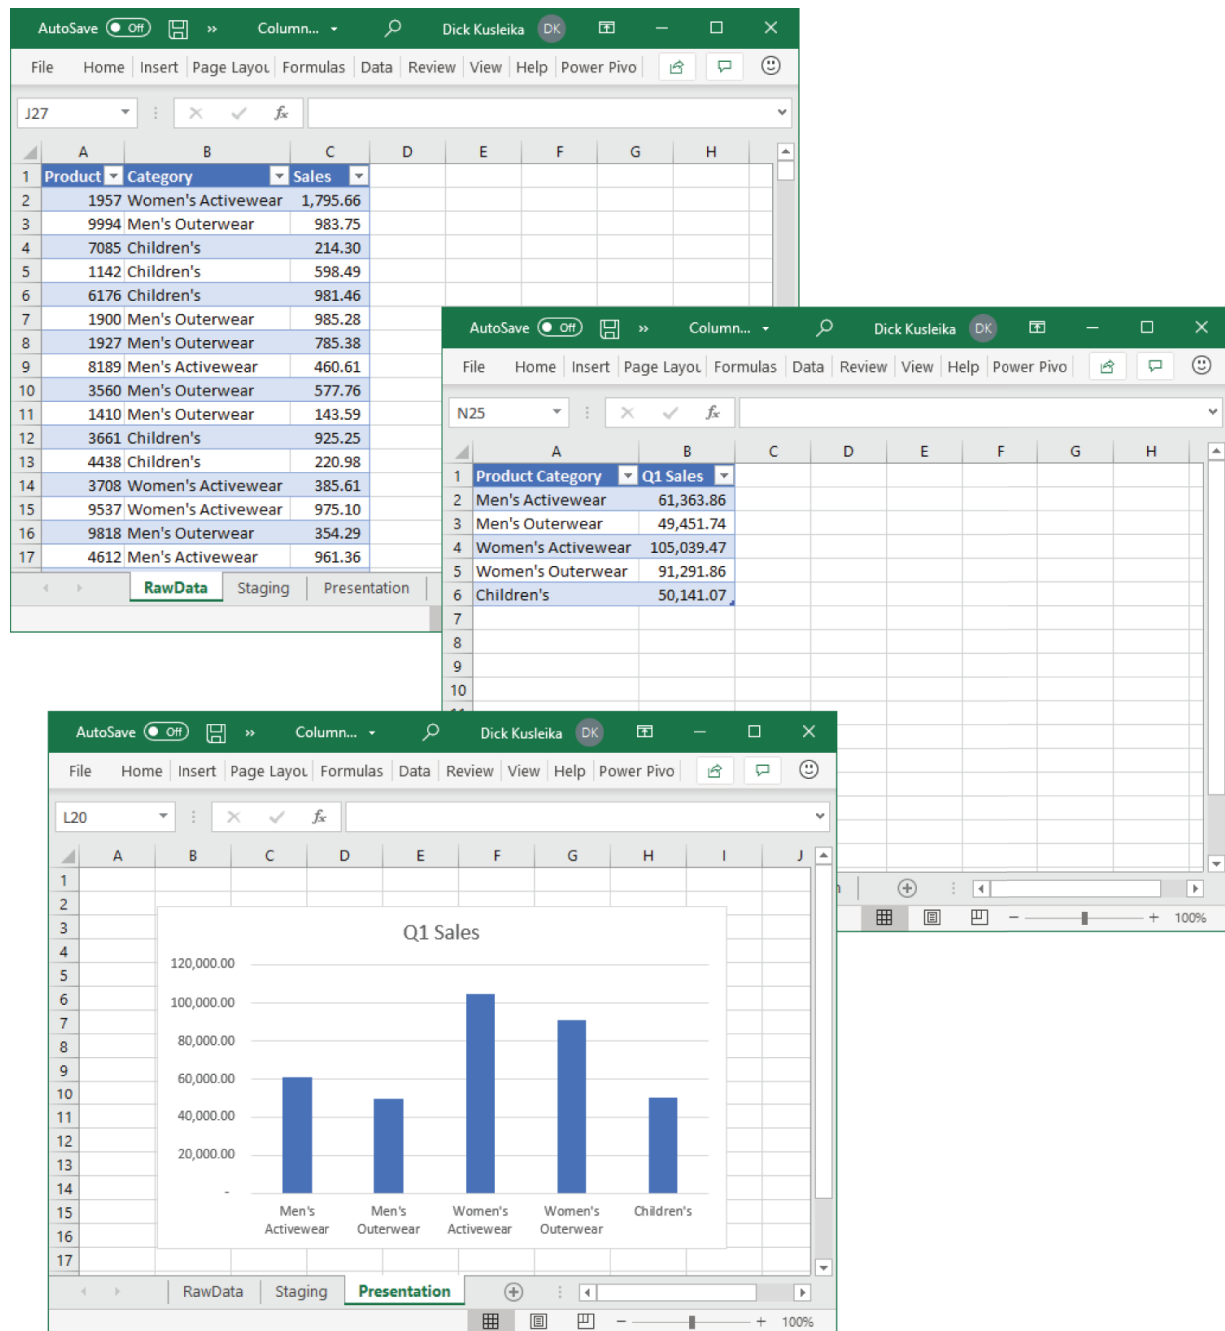 AutoSave Off » Column... Dick Kusleika DK
File Home Insert Page Layou Formulas Data Review View Help Power Pivo
J27 fx
A B C D E F G H
1 Product Category Sales
2 1957 Women's Activewear 1,795.66
3 9994 Men's Outerwear 983.75
4 7085 Children's 214.30
5 1142 Children's 598.49
6 6176 Children's 981.46
7 1900 Men's Outerwear 985.28
8 1927 Men's Outerwear 785.38
9 8189 Men's Activewear 460.61
10 3560 Men's Outerwear 577.76
11 1410 Men's Outerwear 143.59
12 3661 Children's 925.25
13 4438 Children's 220.98
14 3708 Women's Activewear 385.61
15 9537 Women's Activewear 975.10
16 9818 Men's Outerwear 354.29
17 4612 Men's Activewear 961.36
RawData Staging Presentation
AutoSave Off » Column... Dick Kusleika DK
File Home Insert Page Layou Formulas Data Review View Help Power Pivo
N25 fx
A B C D E F G H
1 Product Category Q1 Sales
2 Men's Activewear 61,363.86
3 Men's Outerwear 49,451.74
4 Women's Activewear 105,039.47
5 Women's Outerwear 91,291.86
6 Children's 50,141.07
7
8
9
10
100%
AutoSave Off » Column... Dick Kusleika DK
File Home Insert Page Layou Formulas Data Review View Help Power Pivo
L20 fx
A B C D E F G H I J
1
2
3
4
5
6
7
8
9
10
11
12
13
14
15
16
17
Q1 Sales
120,000.00
100,000.00
80,000.00
60,000.00
40,000.00
20,000.00
-
Men's Men's Women's Women's Children's
Activewear Outerwear Activewear Outerwear
RawData Staging Presentation
100%